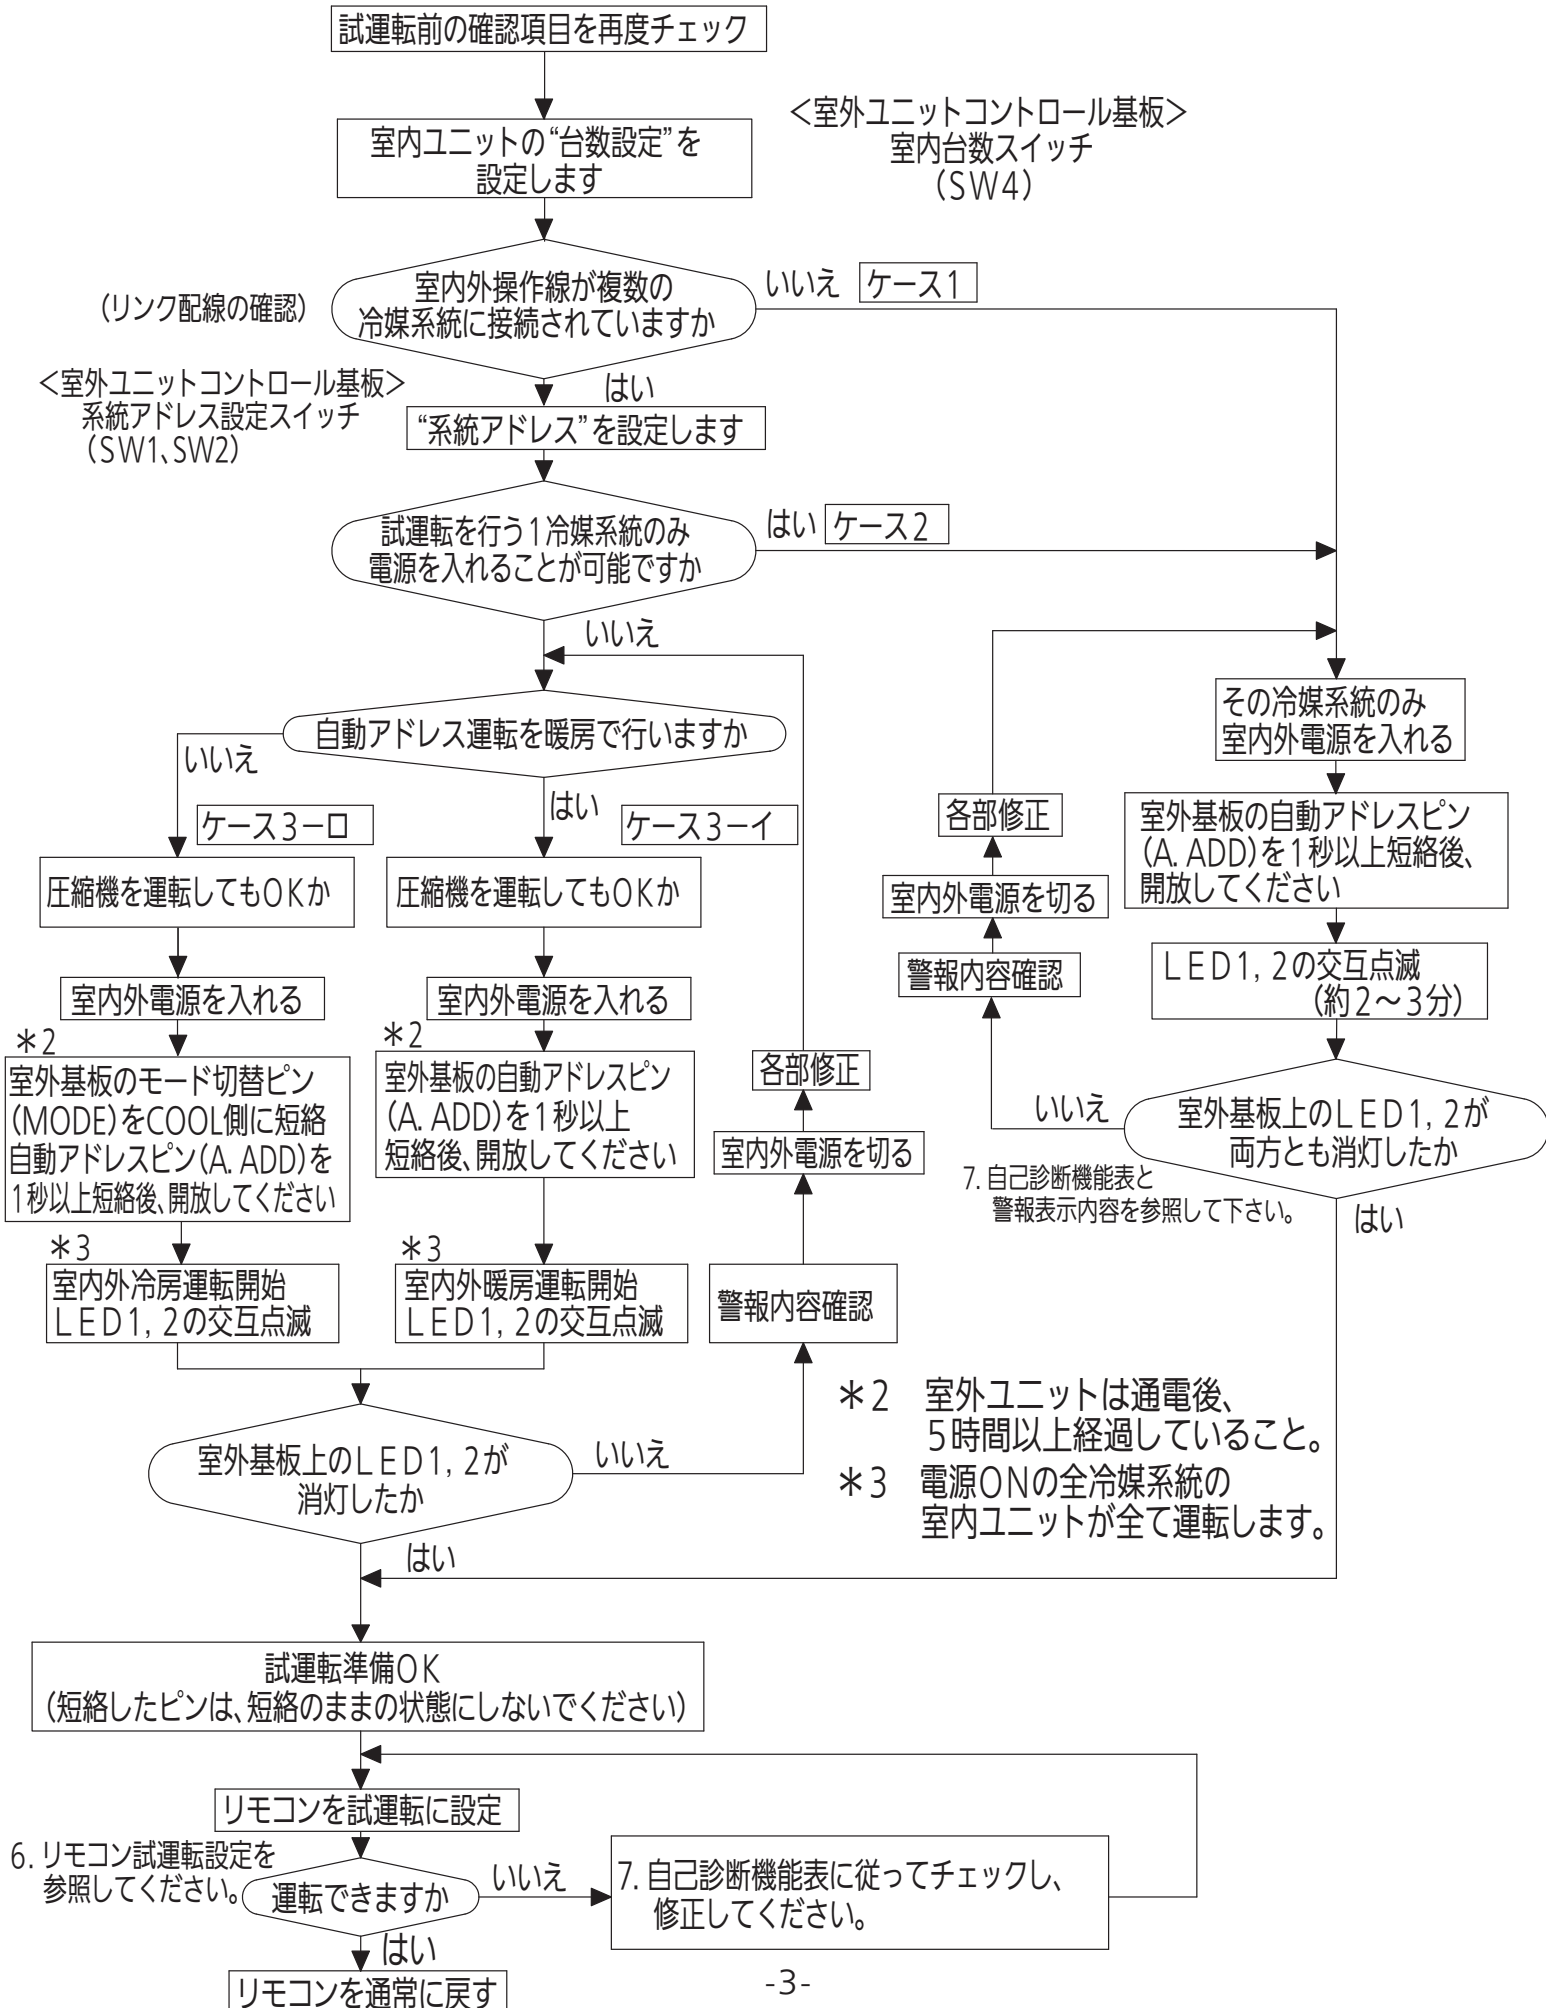 試運転前の確認項目を再度チェック
室内ユニットの“台数設定”を
設定します
＜室外ユニットコントロール基板＞
室内台数スイッチ
（SW4）
（リンク配線の確認）
室内外操作線が複数の
冷媒系統に接続されていますか
いいえ
ケース1
はい
＜室外ユニットコントロール基板＞
系統アドレス設定スイッチ
（SW1、SW2）
“系統アドレス”を設定します
試運転を行う1冷媒系統のみ
電源を入れることが可能ですか
はい
ケース2
いいえ
自動アドレス運転を暖房で行いますか
いいえ
はい
ケース3－ロ
ケース3－イ
圧縮機を運転してもOKか
圧縮機を運転してもOKか
室内外電源を入れる
室内外電源を入れる
＊2
室外基板のモード切替ピン
（MODE）をCOOL側に短絡
自動アドレスピン（A. ADD）を
1秒以上短絡後、開放してください
＊2
室外基板の自動アドレスピン
（A. ADD）を1秒以上
短絡後、開放してください
＊3
室内外冷房運転開始
LED1, 2の交互点滅
＊3
室内外暖房運転開始
LED1, 2の交互点滅
各部修正
室内外電源を切る
警報内容確認
その冷媒系統のみ
室内外電源を入れる
室外基板の自動アドレスピン
（A. ADD）を1秒以上短絡後、
開放してください
LED1, 2の交互点滅
（約2～3分）
各部修正
室内外電源を切る
警報内容確認
室外基板上のLED1, 2が
両方とも消灯したか
いいえ
7. 自己診断機能表と
警報表示内容を参照して下さい。
はい
室外基板上のLED1, 2が
消灯したか
いいえ
はい
＊2 室外ユニットは通電後、
5時間以上経過していること。
＊3 電源ONの全冷媒系統の
室内ユニットが全て運転します。
試運転準備OK
（短絡したピンは、短絡のままの状態にしないでください）
リモコンを試運転に設定
6. リモコン試運転設定を
参照してください。
運転できますか
いいえ
7. 自己診断機能表に従ってチェックし、
修正してください。
はい
リモコンを通常に戻す
-3-